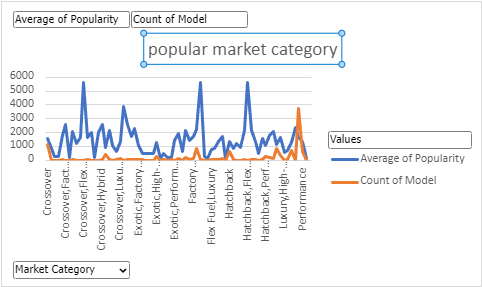 Average of Popularity Count of Model
popular market category
6000
5000
4000
3000
2000
1000
0
Crossover
Crossover,Fact...
Crossover,Flex...
Crossover,Hybrid
Crossover,Luxu...
Exotic,Factory...
Exotic,High-...
Exotic,Perform...
Factory...
Flex Fuel,Luxury
Hatchback
Hatchback,Flex...
Hatchback,Perf...
Luxury,High-...
Performance
Values
Average of Popularity
Count of Model
Market Category